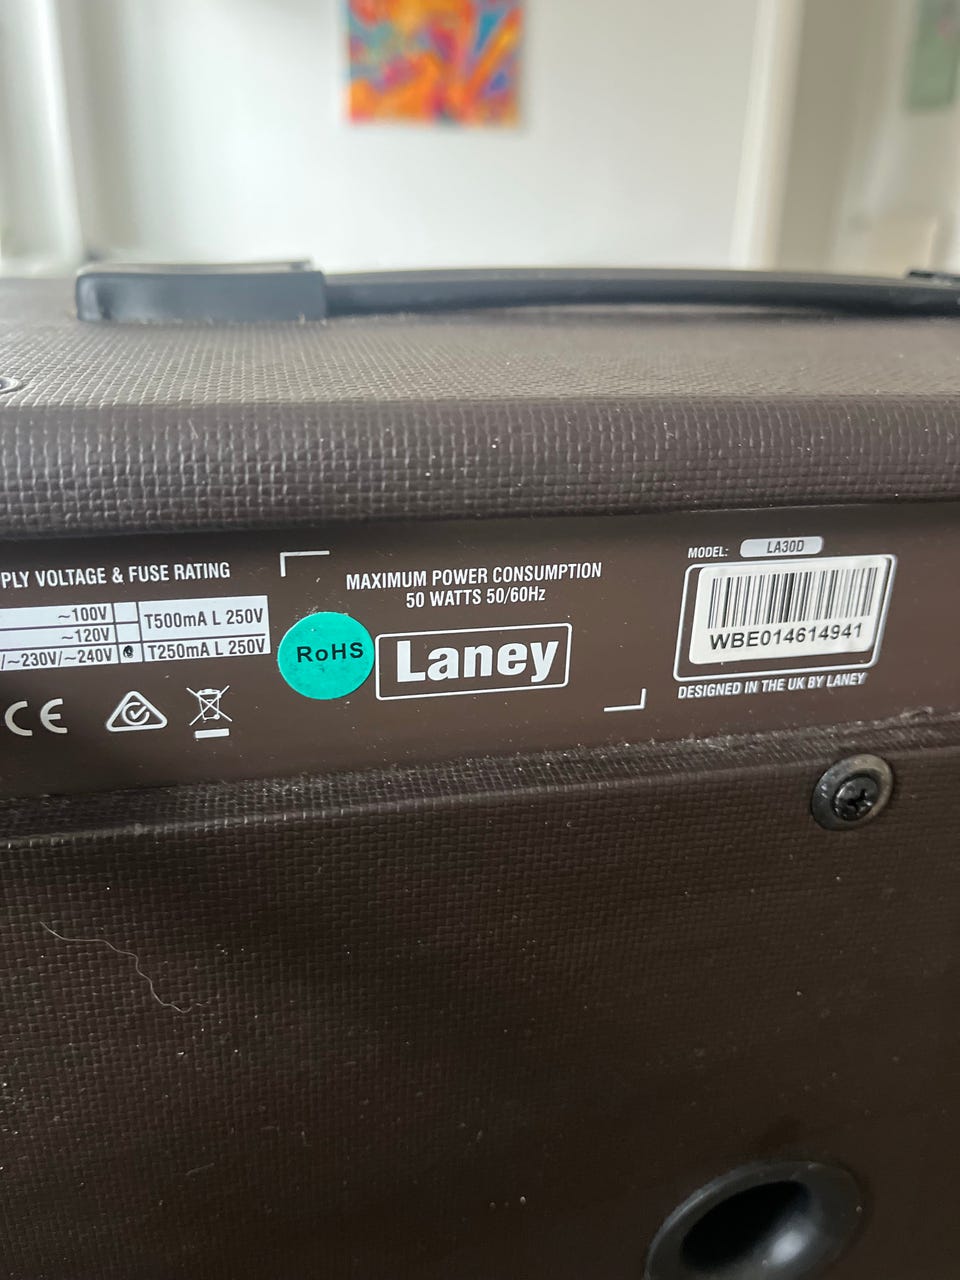 PLY VOLTAGE & FUSE RATING
~100V
T500mA L 250V
~120V
/~230V/~240V
T250mA L 250V
CE
RoHS
MAXIMUM POWER CONSUMPTION
50 WATTS 50/60Hz
Laney
MODEL: LA30D
WBE014614941
DESIGNED IN THE UK BY LANEY